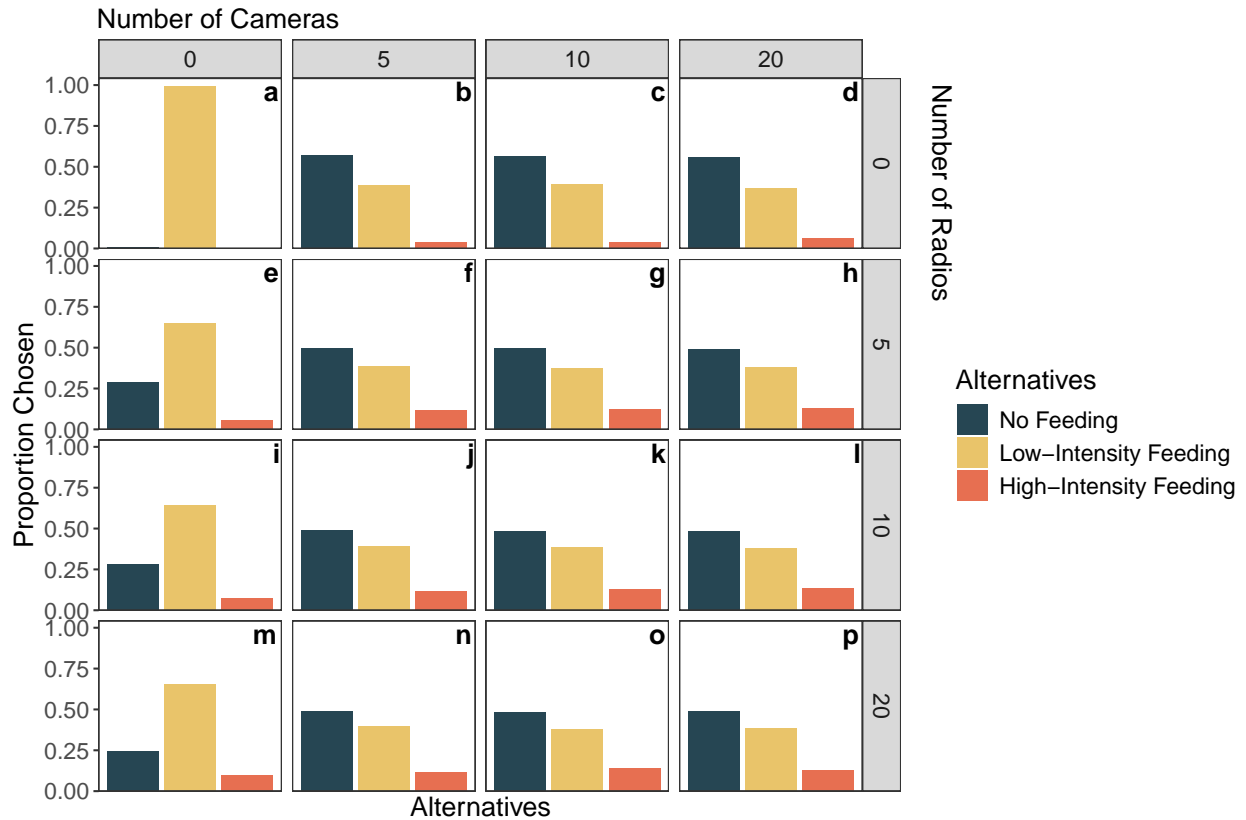 Number of Cameras
0 5 10 20
Number of Radios
a b c d
1.00
0.75
0.50
0.25
0.00
0
e f g h
1.00
0.75
0.50
0.25
0.00
5
i j k l
1.00
0.75
0.50
0.25
0.00
10
m n o p
1.00
0.75
0.50
0.25
0.00
20
Proportion Chosen
Alternatives
Alternatives
No Feeding
Low−Intensity Feeding
High−Intensity Feeding